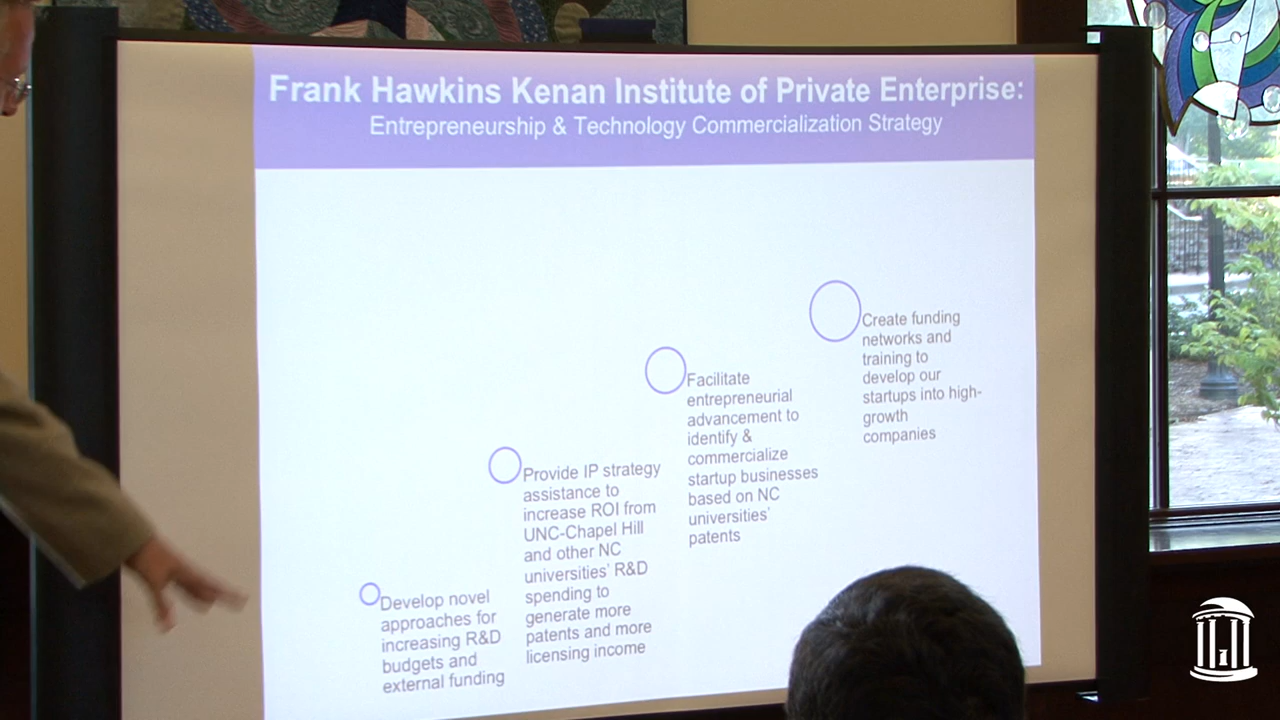 Frank Hawkins Kenan Institute of Private Enterprise:
Entrepreneurship & Technology Commercialization Strategy
Develop novel
approaches for
increasing R&D
budgets and
external funding
Provide IP strategy
assistance to
increase ROI from
UNC-Chapel Hill
and other NC
universities' R&D
spending to
generate more
patents and more
licensing income
Facilitate
entrepreneurial
advancement to
identify &
commercialize
startup businesses
based on NC
universities'
patents
Create funding
networks and
training to
develop our
startups into high-
growth
companies